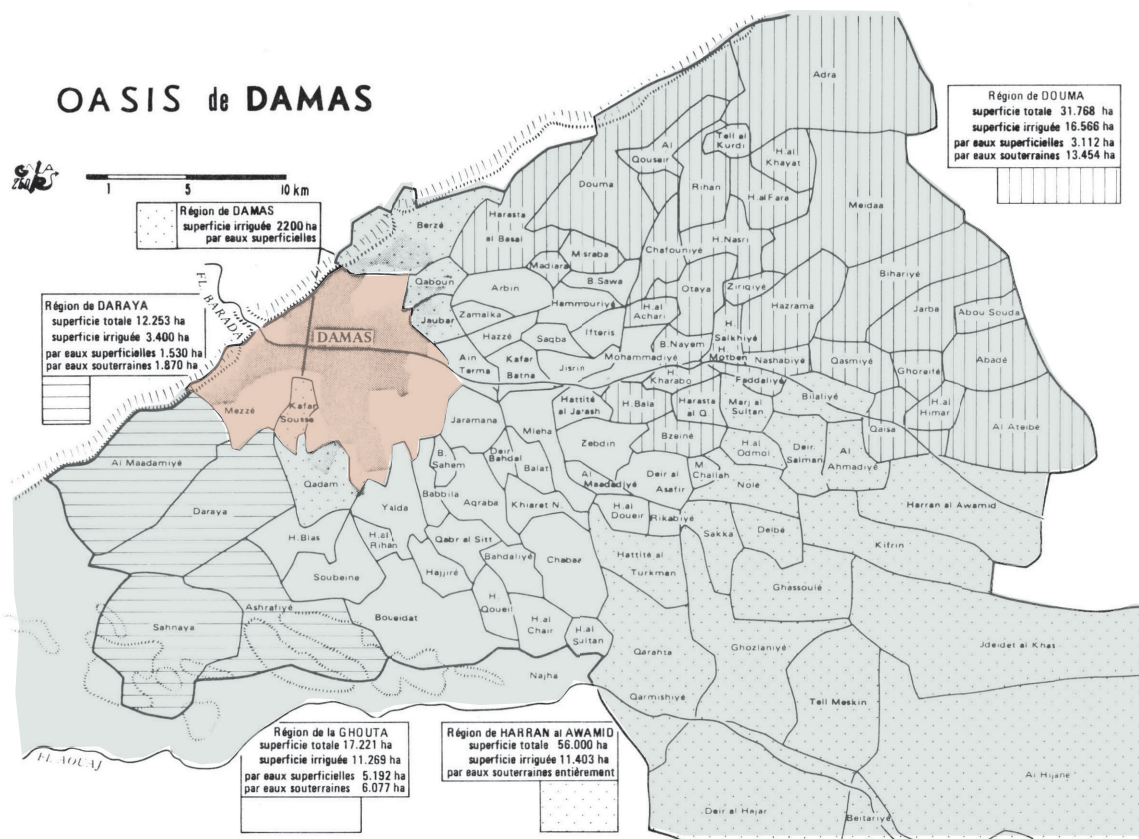 OASIS de DAMAS
1 5 10 km
Région de DAMAS
superficie irriguée 2200 ha
par eaux superficielles
Région de DARAYA
superficie totale 12.253 ha
superficie irriguée 3.400 ha
par eaux superficielles 1.530 ha
par eaux souterraines 1.870 ha
Région de DOUMA
superficie totale 31.768 ha
superficie irriguée 16.566 ha
par eaux superficielles 3.112 ha
par eaux souterraines 13.454 ha
FL. BARADA
Adra
Tell al
Kurdi
Al
Qouseir
H.al
Khayat
Douma
Rihan
H.alFara
Meidaa
Berzé
Harasta
al Basal
H.Nasri
Chafouniyé
Misraba
Madiara
Bihariyé
Qaboun
Arbin
B.Sawa
Otaya
Ziriqiyé
Hazrama
Jarba
Abou Souda
Jaubar
Zamalka
Hammouriyé
H.al
Achari
DAMAS
Hazzé
Saqba
Ifteris
B.Nayem
H.
Salkhiyé
H.
Motben
Nashabiyé
Qasmiyé
Abadé
Ain
Terma
Kafar
Batna
Jisrin
Mohammadiyé
Ghoreifé
H.
Kharabo
Faddaliyé
Bilaliyé
H.al
Himar
Mezzé
Kafar
Sousse
Jaramana
Hattité
al Jarash
H.Bala
Harasta
al Q.
Marj al
Sultan
Qaisa
Al Ateibé
Mleha
Zebdin
Bzeiné
H.al
Odmol
Deir
Salman
Al
Ahmadiyé
Al Maadamiyé
Qadam
B.
Sahem
Deir
Bahdal
Balat
Al
Maadadiyé
Deir al
Asafir
M.
Challah
Nolé
Daraya
Yalda
Babbila
Aqraba
Khiaret N.
H.al
Doueir
Rikabiyé
Harran al Awamid
H.Blas
H.al
Rihan
Qabr al Sitt
Sakka
Delbé
Kifrin
Bahdaliyé
Chabaa
Hattité al
Turkman
Soubeine
Hajjiré
Ghassoulé
H.
Qoueil
Ashrafiyé
Sahnaya
Boueidat
H.al
Chair
H.al
Sultan
Qarahta
Ghozlaniyé
Jdeidet al Khas
Najha
Qarmishiyé
Tell Meskin
FL AOUAJ
Région de la GHOUTA
superficie totale 17.221 ha
superficie irriguée 11.269 ha
par eaux superficielles 5.192 ha
par eaux souterraines 6.077 ha
Région de HARRAN al AWAMID
superficie totale 56.000 ha
superficie irriguée 11.403 ha
par eaux souterraines entièrement
Al Hijane
Deir al Hajar
Beitariyé